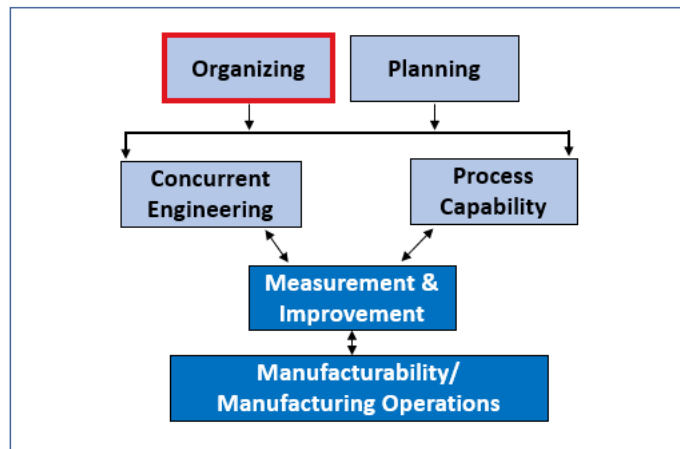 Organizing
Planning
Concurrent
Engineering
Process
Capability
Measurement &
Improvement
Manufacturability/
Manufacturing Operations